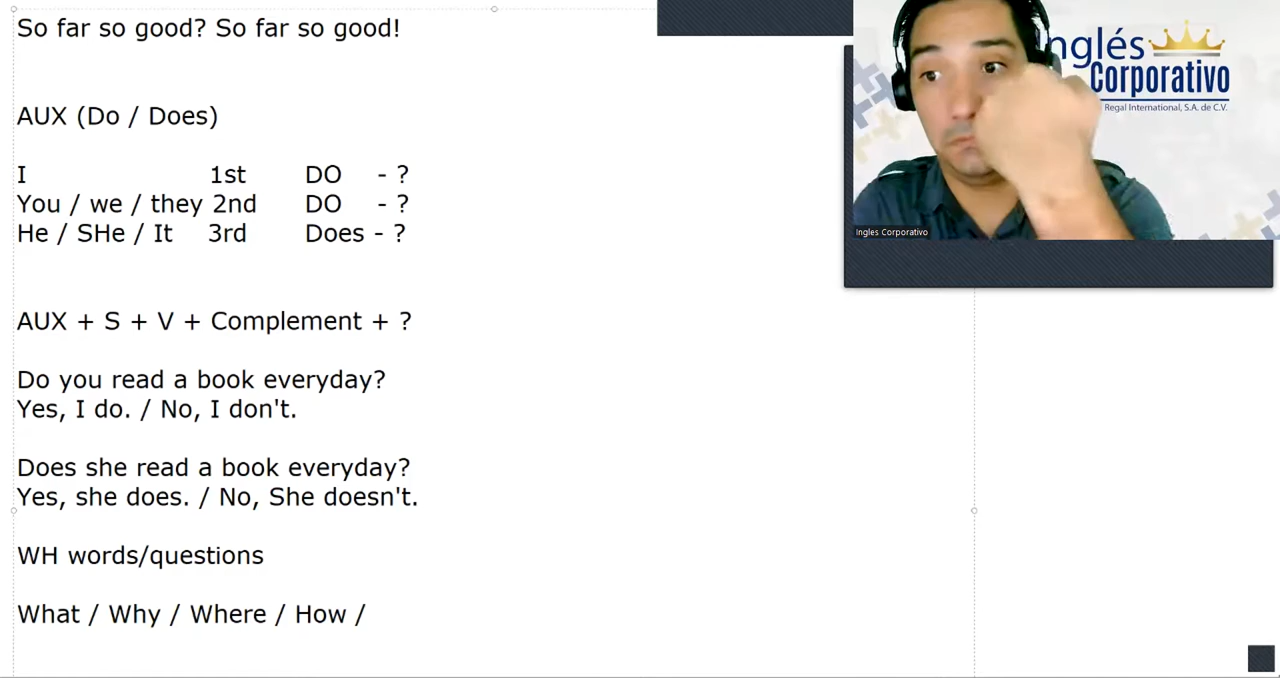 So far so good? So far so good!
AUX (Do / Does)
I 1st DO - ?
You / we / they 2nd DO - ?
He / SHe / It 3rd Does - ?
AUX + S + V + Complement + ?
Do you read a book everyday?
Yes, I do. / No, I don't.
Does she read a book everyday?
Yes, she does. / No, She doesn't.
WH words/questions
What / Why / Where / How /
Inglés
Corporativo
Regal International, S.A. de C.V.
Ingles Corporativo